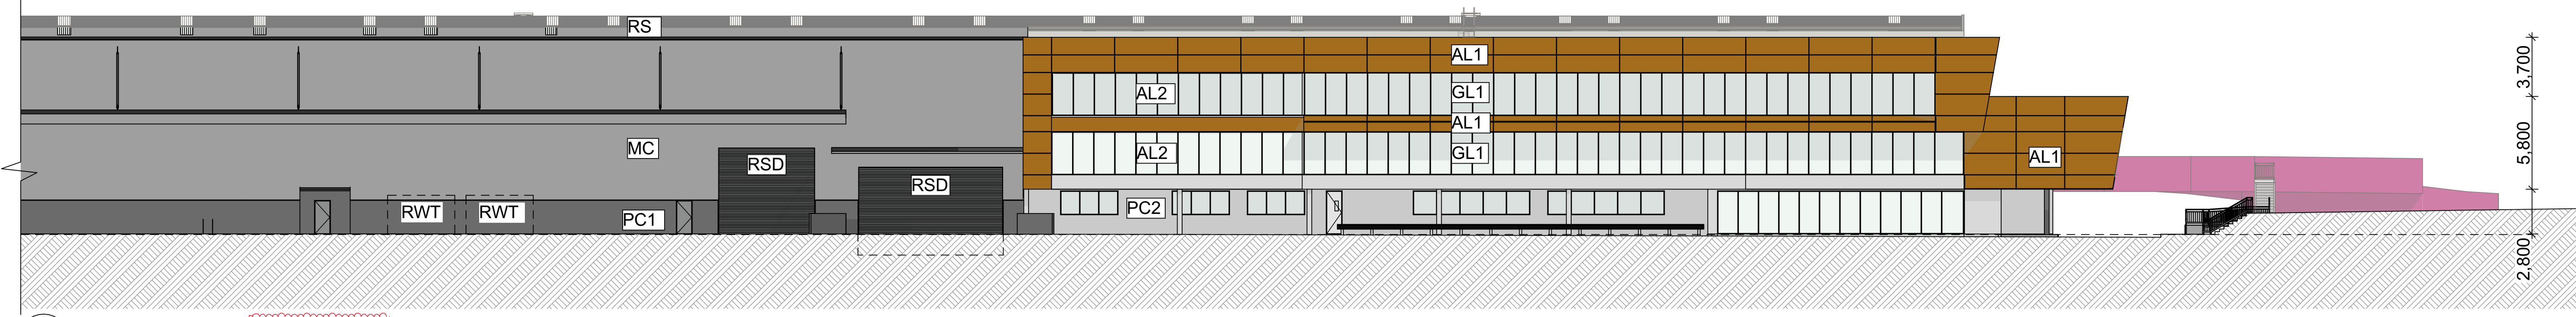 RS
AL1
3,700
AL2
GL1
AL1
MC
AL2
GL1
5,800
RSD
RSD
AL1
RWT
RWT
PC1
PC2
2,800